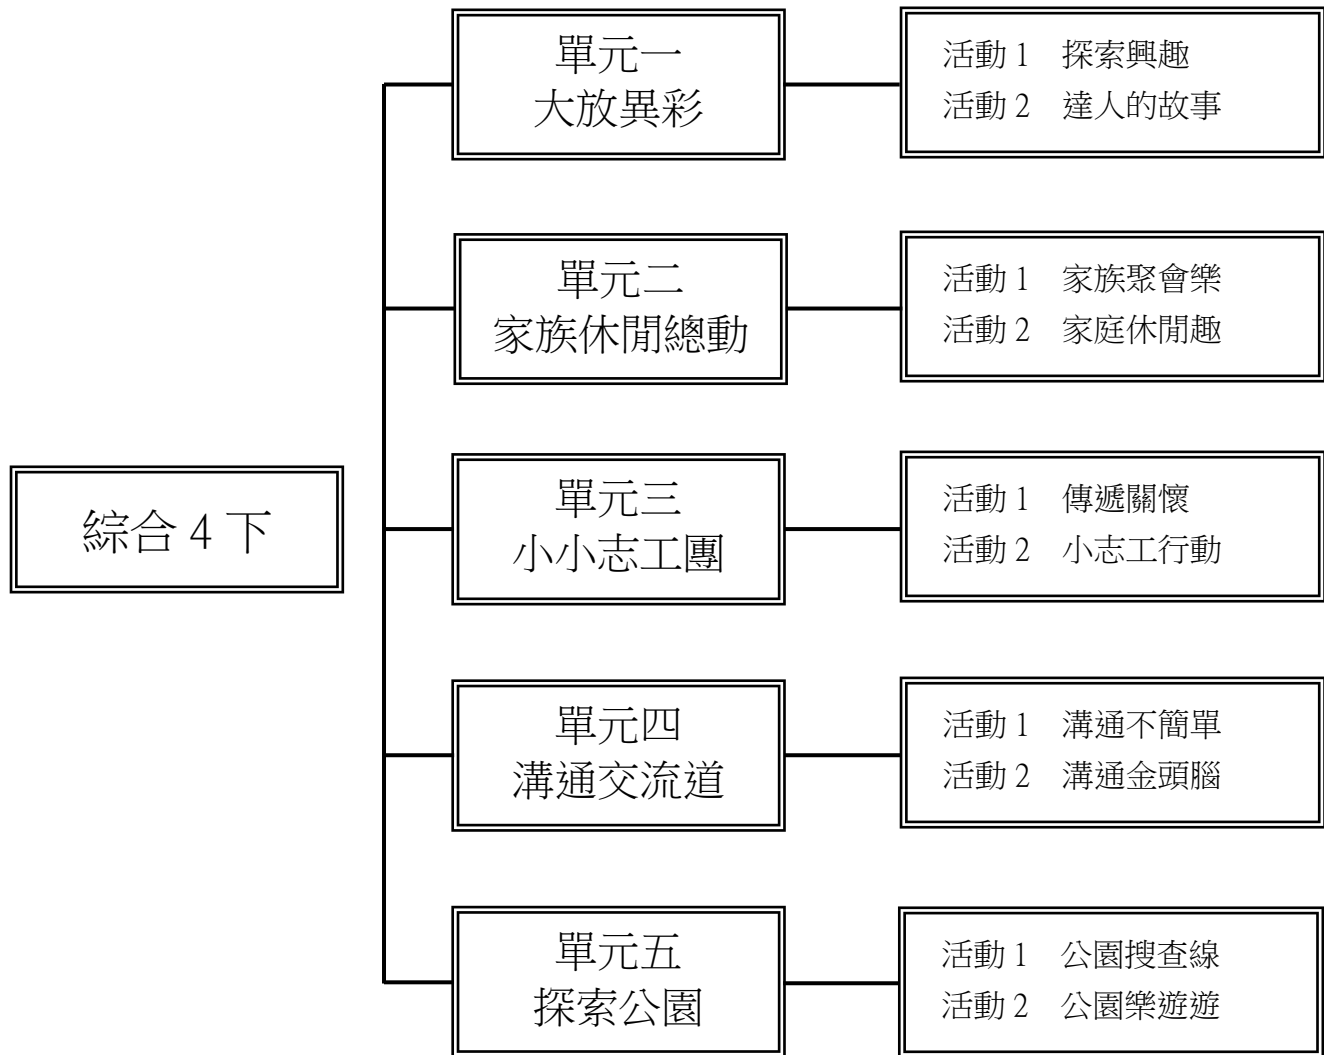 綜合 4 下
單元一
大放異彩
活動 1　探索興趣
活動 2　達人的故事
單元二
家族休閒總動
活動 1　家族聚會樂
活動 2　家庭休閒趣
單元三
小小志工團
活動 1　傳遞關懷
活動 2　小志工行動
單元四
溝通交流道
活動 1　溝通不簡單
活動 2　溝通金頭腦
單元五
探索公園
活動 1　公園搜查線
活動 2　公園樂遊遊